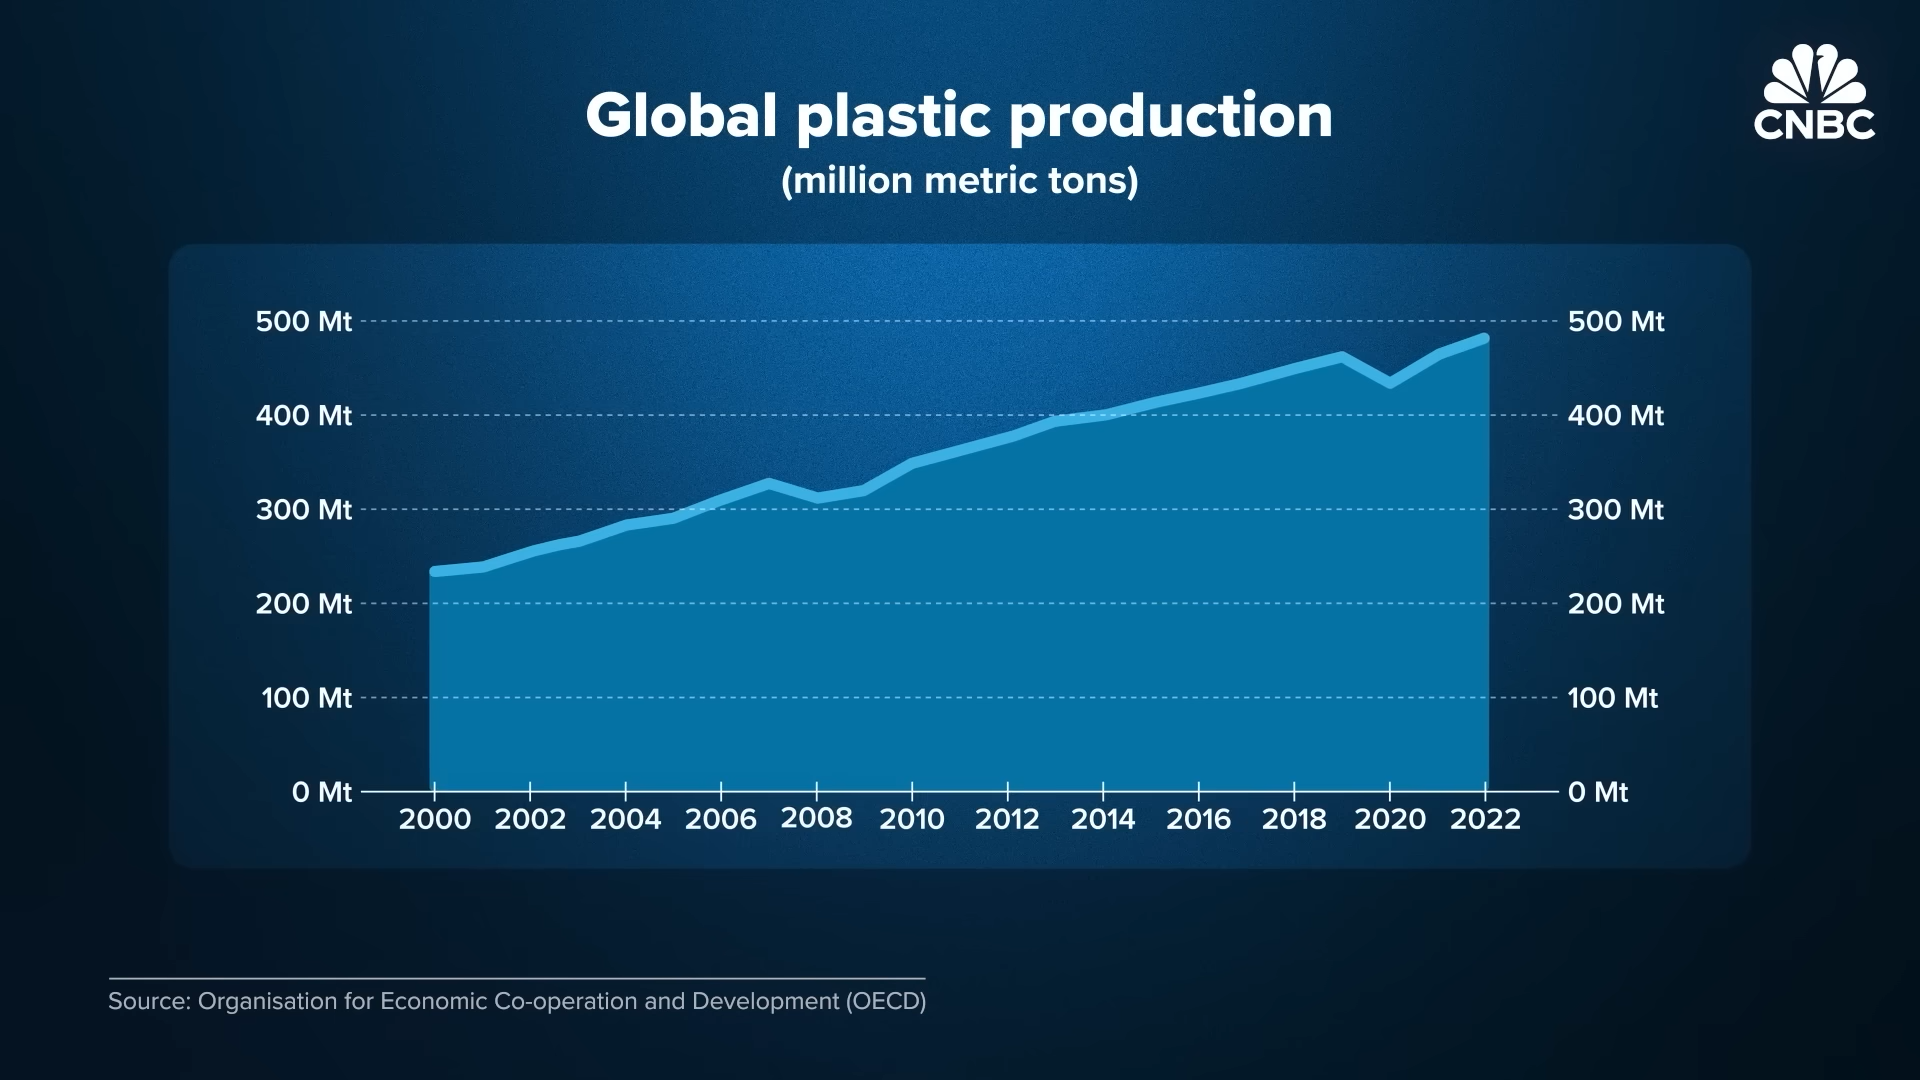 CNBC
Global plastic production
(million metric tons)
500 Mt 500 Mt
400 Mt 400 Mt
300 Mt 300 Mt
200 Mt 200 Mt
100 Mt 100 Mt
0 Mt 0 Mt
2000 2002 2004 2006 2008 2010 2012 2014 2016 2018 2020 2022
Source: Organisation for Economic Co-operation and Development (OECD)